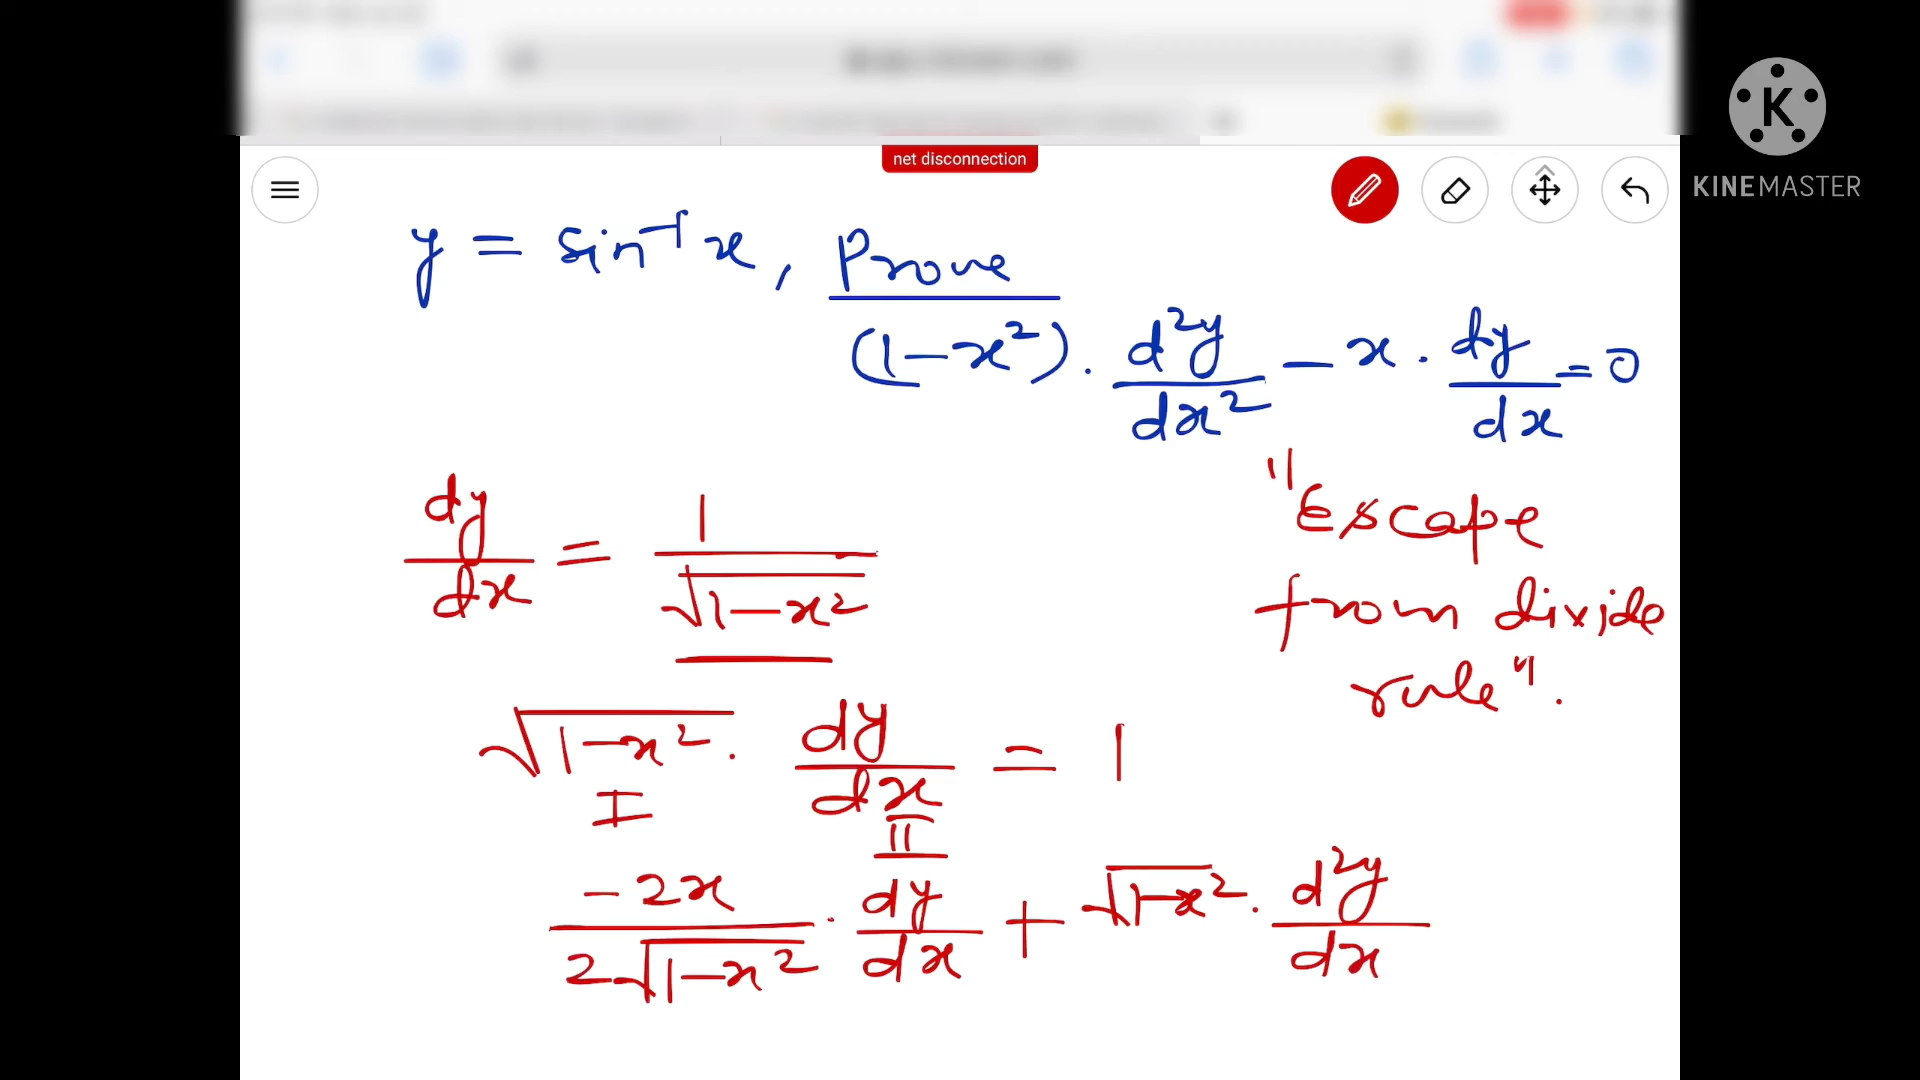 net disconnection
KINEMASTER
y = sin⁻¹ x, Prove
(1-x²) · d²y/dx² - x · dy/dx = 0
dy/dx = 1/√1-x²
"Escape
from divide
rule".
√1-x² · dy/dx = 1
I II
-2x/2√1-x² · dy/dx + √1-x² · d²y/dx